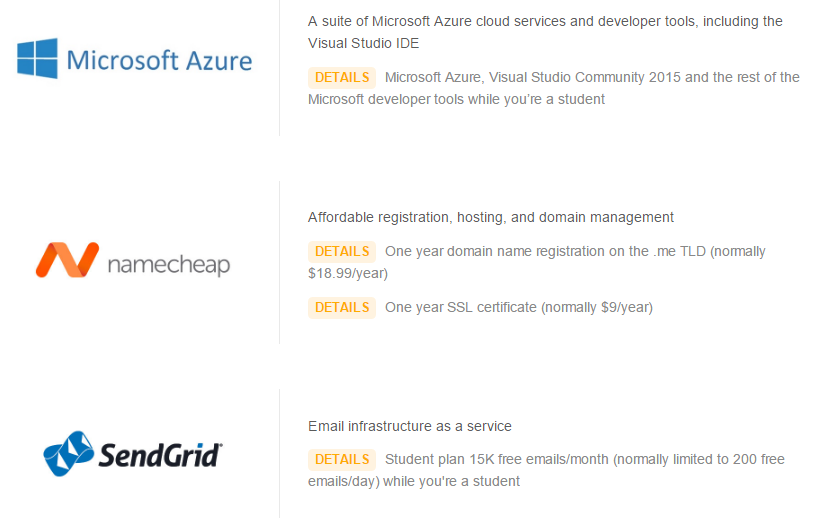 Microsoft Azure
A suite of Microsoft Azure cloud services and developer tools, including the
Visual Studio IDE
DETAILS Microsoft Azure, Visual Studio Community 2015 and the rest of the
Microsoft developer tools while you’re a student
namecheap
Affordable registration, hosting, and domain management
DETAILS One year domain name registration on the .me TLD (normally
$18.99/year)
DETAILS One year SSL certificate (normally $9/year)
SendGrid
Email infrastructure as a service
DETAILS Student plan 15K free emails/month (normally limited to 200 free
emails/day) while you're a student